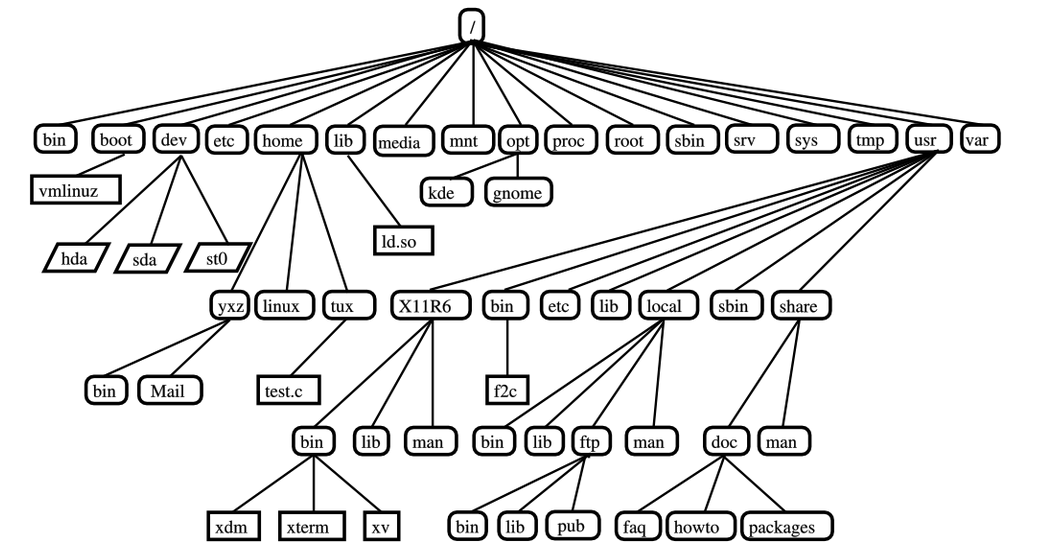 /
bin boot dev etc home lib media mnt opt proc root sbin srv sys tmp usr var
vmlinuz kde gnome
ld.so
hda sda st0
yxz linux tux X11R6 bin etc lib local sbin share
bin Mail test.c f2c
bin lib man bin lib ftp man doc man
xdm xterm xv bin lib pub faq howto packages